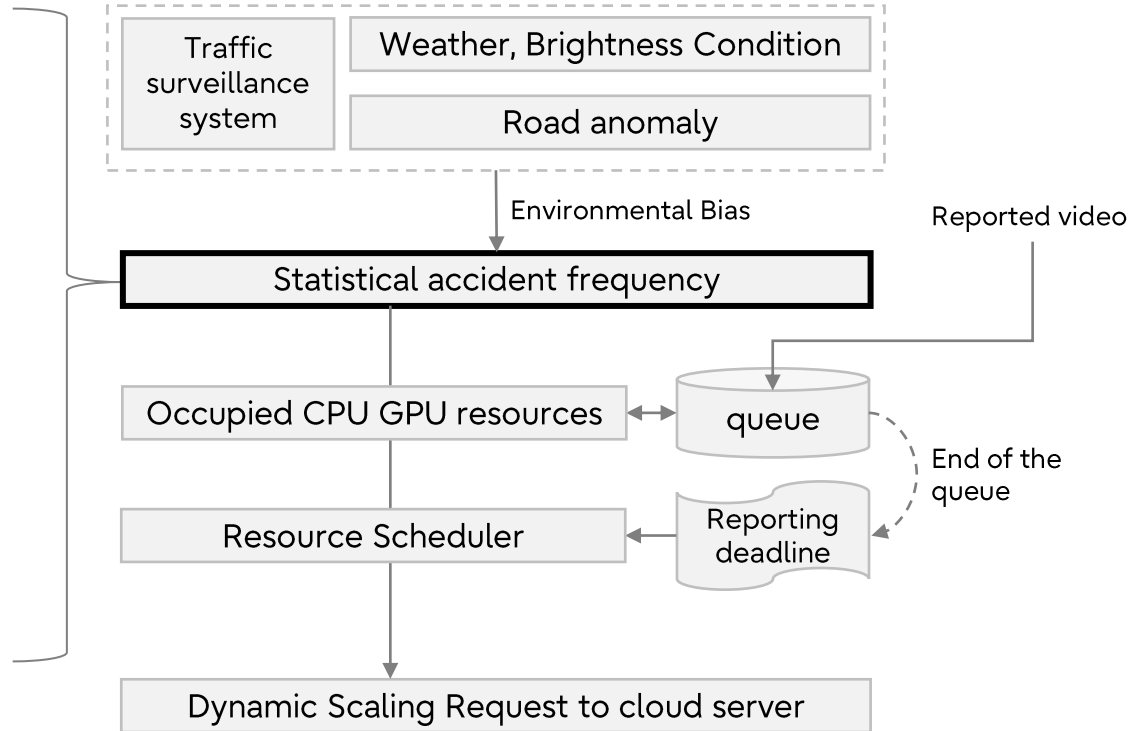 Traffic
surveillance
system
Weather, Brightness Condition
Road anomaly
Environmental Bias
Reported video
Statistical accident frequency
Occupied CPU GPU resources
queue
End of the
queue
Resource Scheduler
Reporting
deadline
Dynamic Scaling Request to cloud server